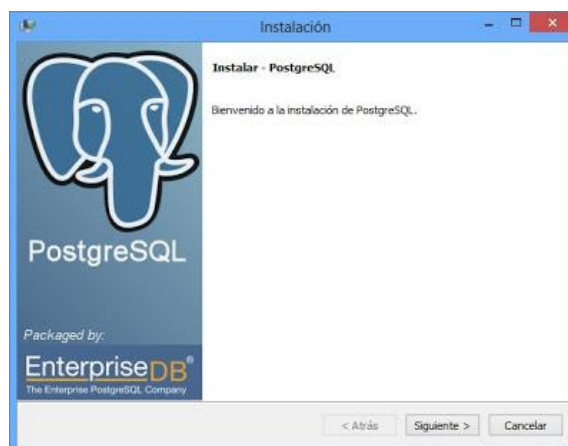 Instalación
Instalar - PostgreSQL
Bienvenido a la instalación de PostgreSQL.
PostgreSQL
Packaged by:
EnterpriseDB®
The Enterprise PostgreSQL Company
< Atrás
Siguiente >
Cancelar